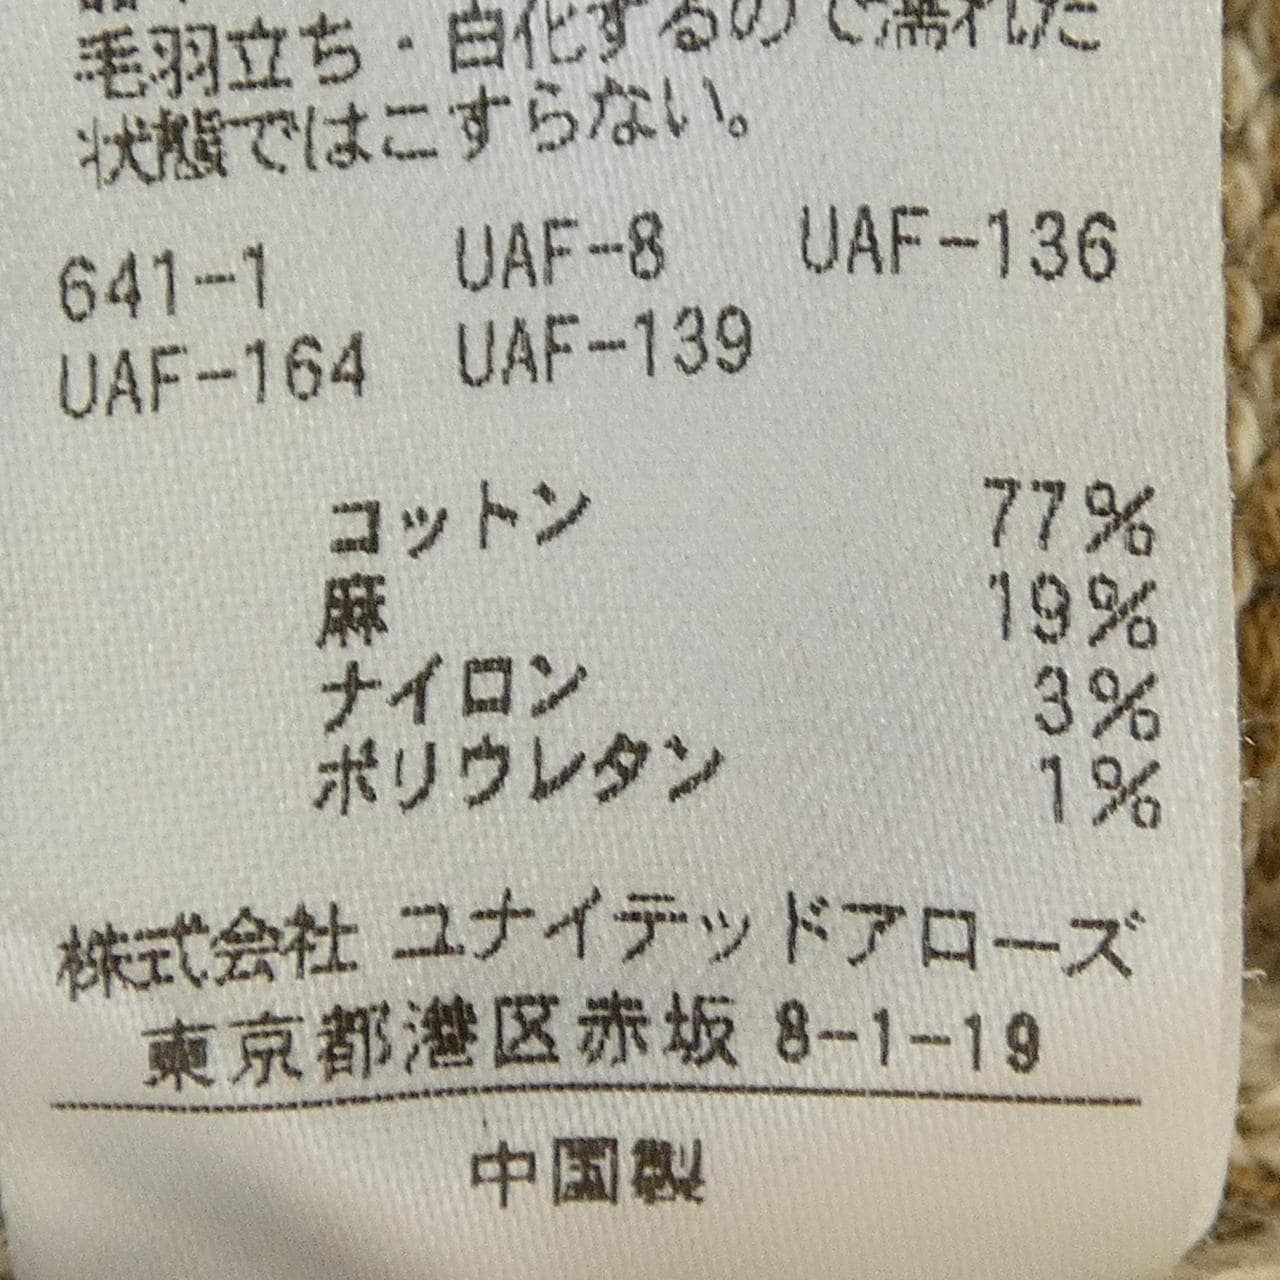 毛羽立ち・白化するので濡れた
状態ではこすらない。
641-1 UAF-8 UAF-136
UAF-164 UAF-139
コットン 77%
麻 19%
ナイロン 3%
ポリウレタン 1%
株式会社 ユナイテッドアローズ
東京都港区赤坂 8-1-19
中国製